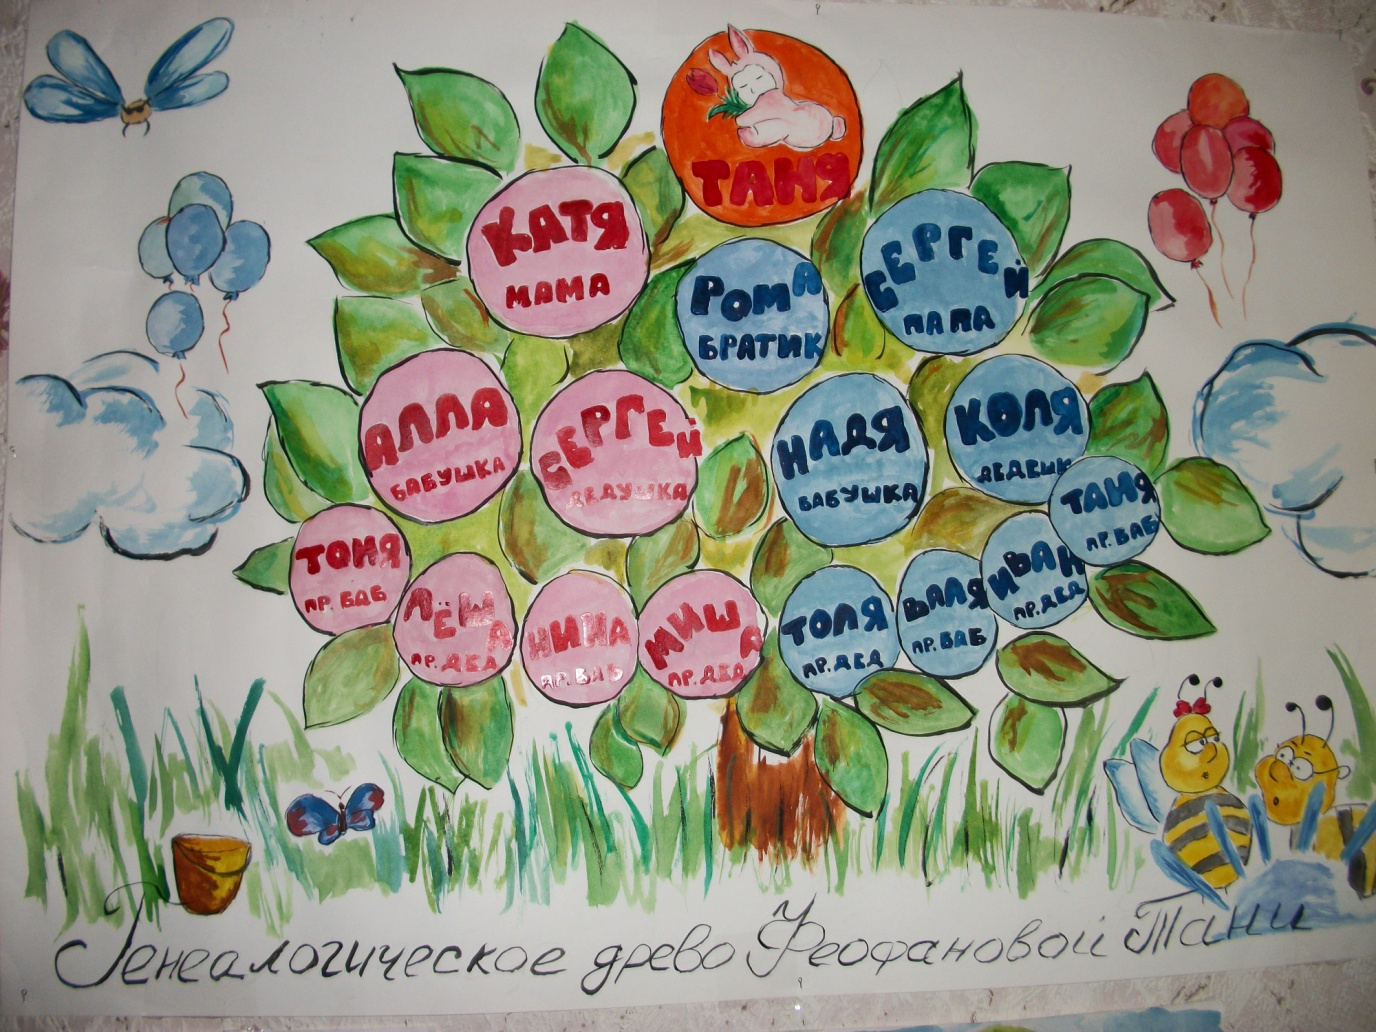 ТАНЯ
КАТЯ
МАМА
РОМА
БРАТИК
СЕРГЕЙ
ПАПА
АЛЛА
БАБУШКА
СЕРГЕЙ
ДЕДУШКА
НАДЯ
БАБУШКА
КОЛЯ
ДЕДУШК
ТОНЯ
ПР. БАБ
ЛЁША
ПР. ДЕД
НИНА
ПР. БАБ
МИША
ПР. ДЕД
ТОЛЯ
ПР. ДЕД
ВАЛЯ
ПР. БАБ
ИВАН
ПР. ДЕД
ТАНЯ
ПР. БАБ
Генеалогическое древо Феофановой Тани